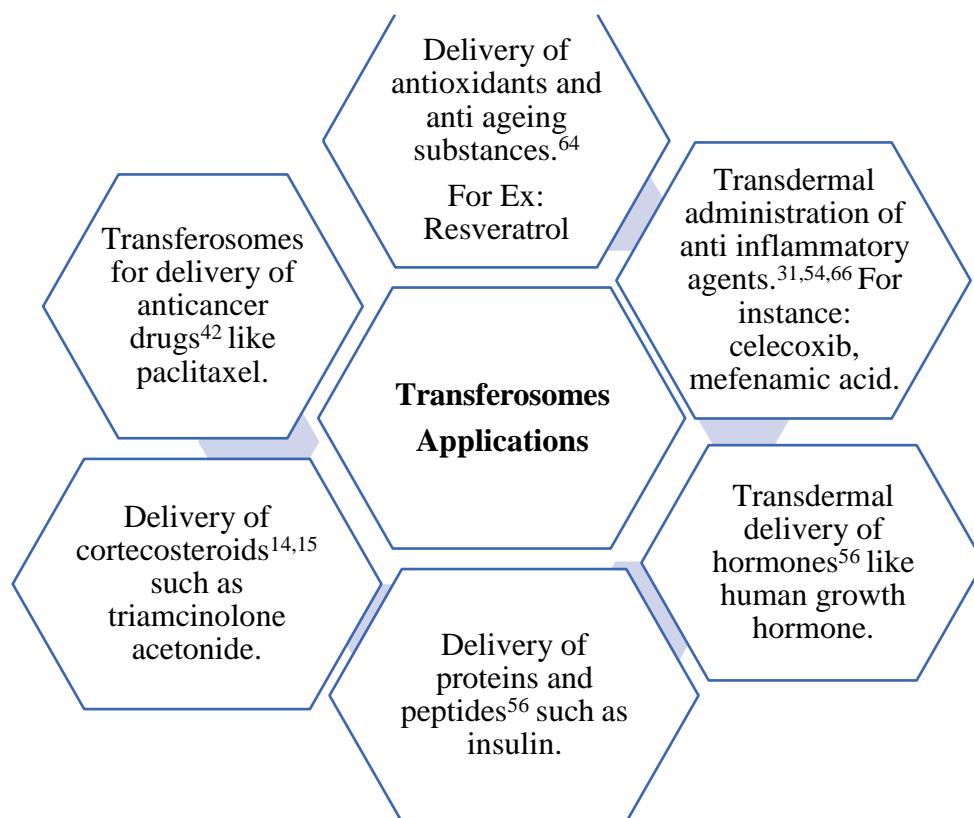 Delivery of
antioxidants and
anti ageing
substances.64
For Ex:
Resveratrol
Transdermal
administration of
anti inflammatory
agents.31,54,66 For
instance:
celecoxib,
mefenamic acid.
Transferosomes
for delivery of
anticancer
drugs42 like
paclitaxel.
Transferosomes
Applications
Transdermal
delivery of
hormones56 like
human growth
hormone.
Delivery of
cortecosteroids14,15
such as
triamcinolone
acetonide.
Delivery of
proteins and
peptides56 such as
insulin.